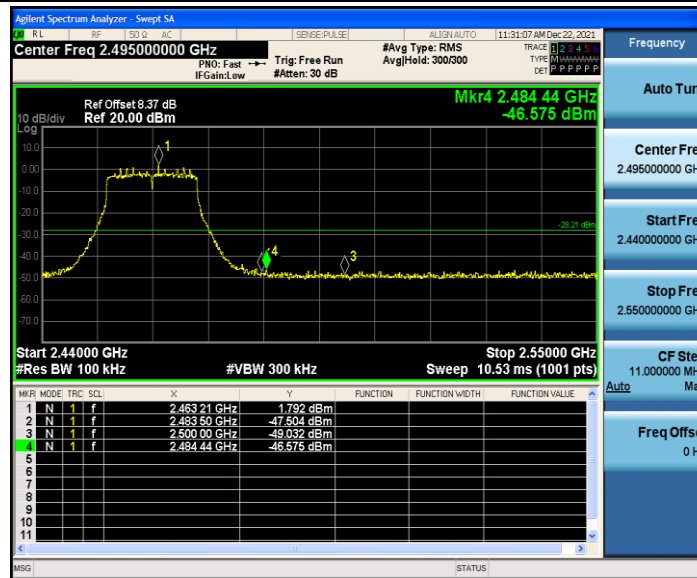 Agilent Spectrum Analyzer - Swept SA
RL RF 50 Ω AC SENSE:PULSE ALIGN AUTO 11:31:07 AM Dec 22, 2021
Center Freq 2.495000000 GHz
PNO: Fast
IFGain:Low
Trig: Free Run
#Atten: 30 dB
#Avg Type: RMS
Avg|Hold: 300/300
TRACE 1 2 3 4 5 6
TYPE M
DET P P P P P P
Frequency
Mkr4 2.484 44 GHz
-46.575 dBm
Ref Offset 8.37 dB
10 dB/div Ref 20.00 dBm
Log
10.0
0.00
-10.0
-20.0
-30.0
-40.0
-50.0
-60.0
-70.0
1
4
3
-28.21 dBm
Start 2.44000 GHz Stop 2.55000 GHz
#Res BW 100 kHz #VBW 300 kHz Sweep 10.53 ms (1001 pts)
MKR MODE TRC SCL X Y FUNCTION FUNCTION WIDTH FUNCTION VALUE
1 N 1 f 2.463 21 GHz 1.792 dBm
2 N 1 f 2.483 50 GHz -47.504 dBm
3 N 1 f 2.500 00 GHz -49.032 dBm
4 N 1 f 2.484 44 GHz -46.575 dBm
5
6
7
8
9
10
11
MSG STATUS
Auto Tun
Center Fre
2.495000000 GH
Start Fre
2.440000000 GH
Stop Fre
2.550000000 GH
CF Ste
11.000000 MH
Auto Ma
Freq Offse
0 H